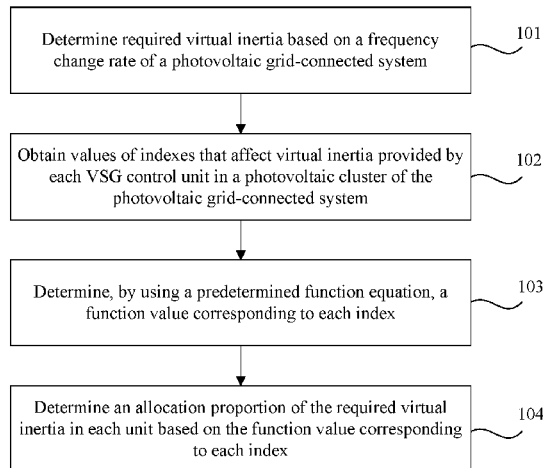 Determine required virtual inertia based on a frequency
change rate of a photovoltaic grid-connected system
101
Obtain values of indexes that affect virtual inertia provided by
each VSG control unit in a photovoltaic cluster of the
photovoltaic grid-connected system
102
Determine, by using a predetermined function equation, a
function value corresponding to each index
103
Determine an allocation proportion of the required virtual
inertia in each unit based on the function value corresponding
to each index
104